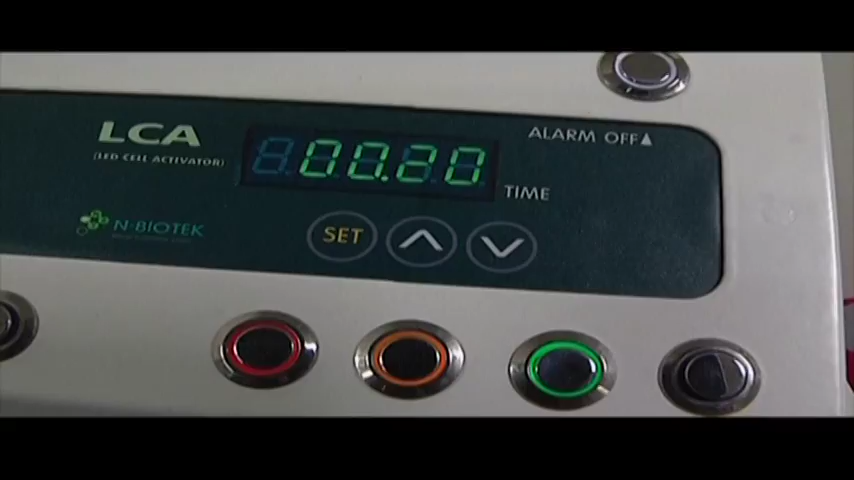 LCA
(LED CELL ACTIVATOR)
00.20
TIME
ALARM OFF▲
N·BIOTEK
SET